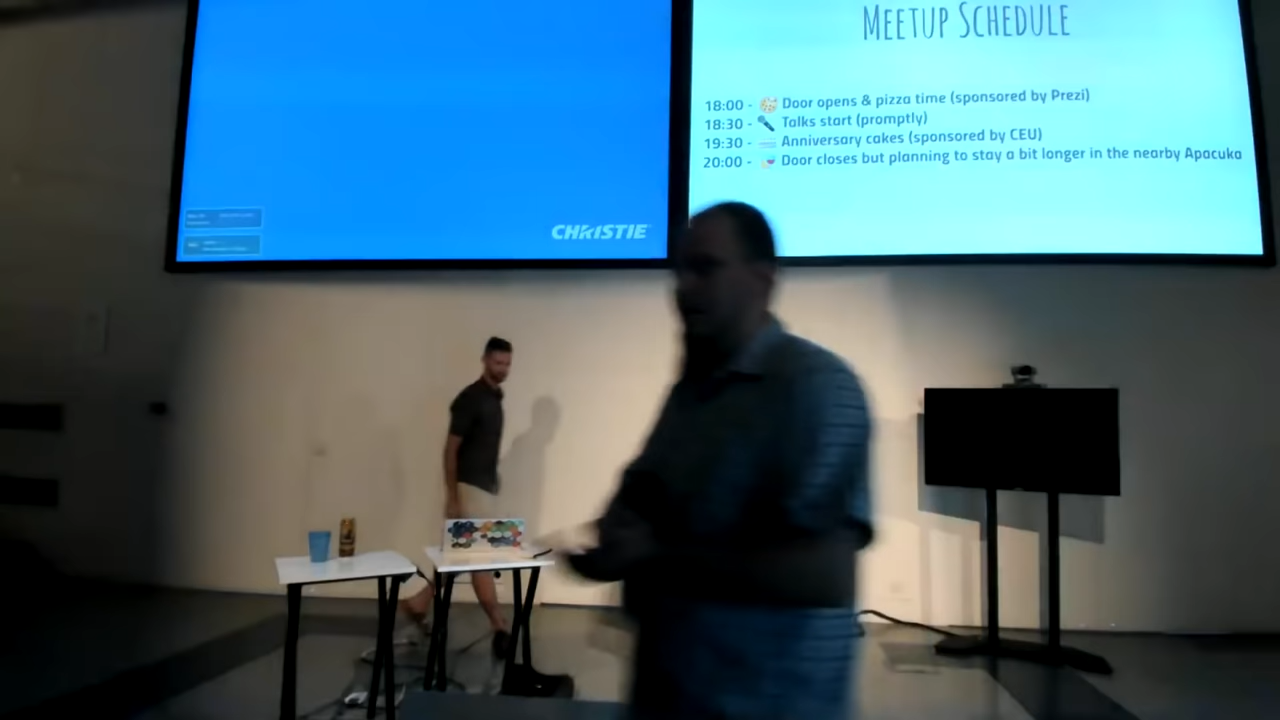 MEETUP SCHEDULE
18:00 - Door opens & pizza time (sponsored by Prezi)
18:30 - Talks start (promptly)
19:30 - Anniversary cakes (sponsored by CEU)
20:00 - Door closes but planning to stay a bit longer in the nearby Apacuka
CHRISTIE